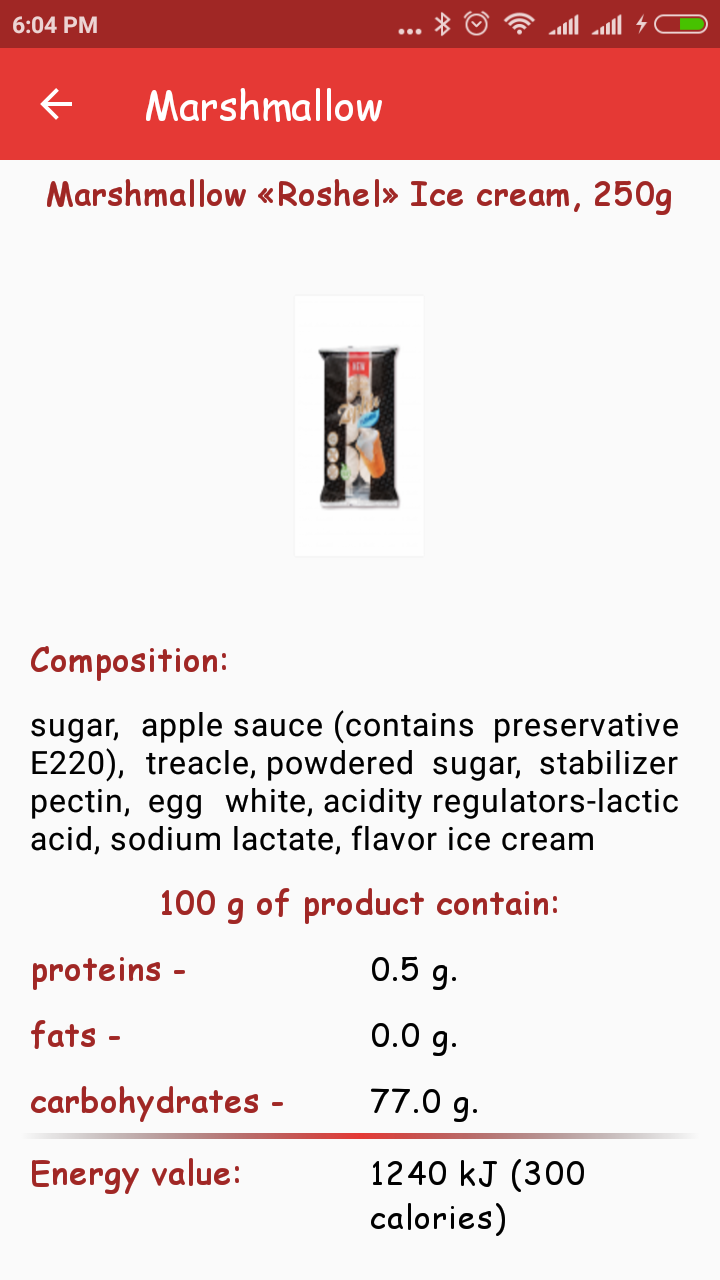 6:04 PM
Marshmallow
Marshmallow «Roshel» Ice cream, 250g
NEW
Composition:
sugar, apple sauce (contains preservative
E220), treacle, powdered sugar, stabilizer
pectin, egg white, acidity regulators-lactic
acid, sodium lactate, flavor ice cream
100 g of product contain:
proteins - 0.5 g.
fats - 0.0 g.
carbohydrates - 77.0 g.
Energy value: 1240 kJ (300
calories)